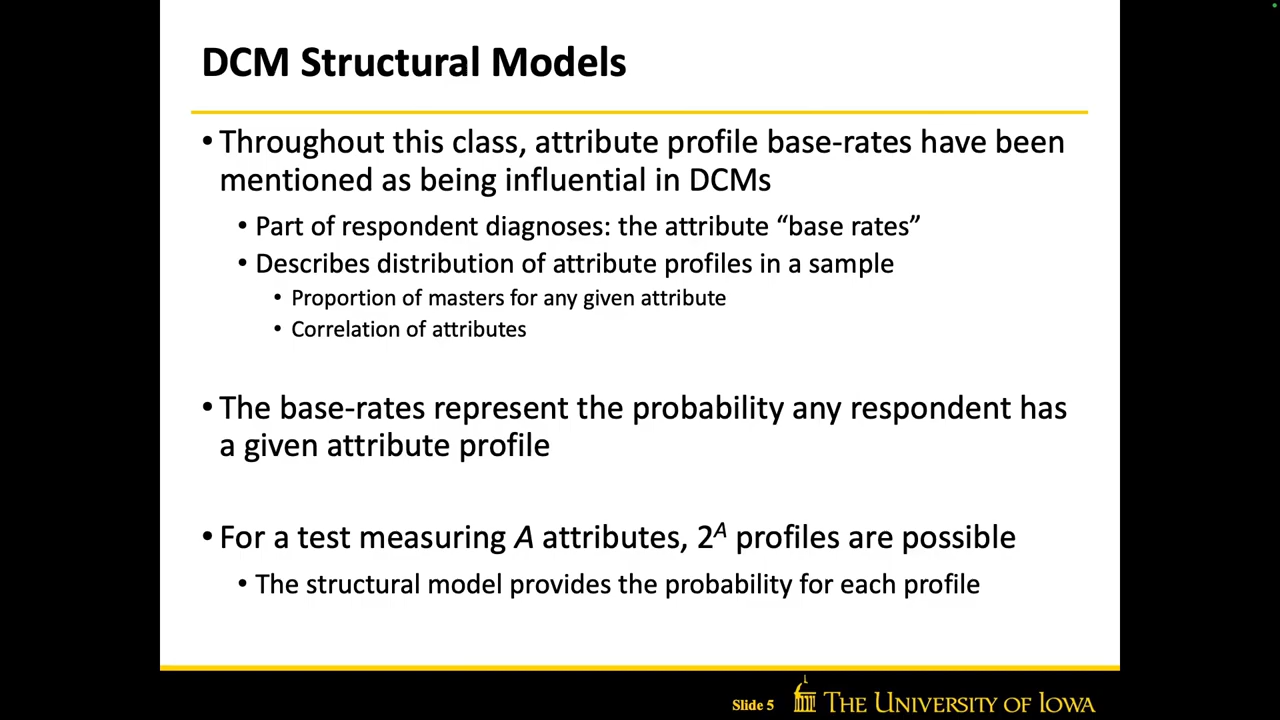 DCM Structural Models
• Throughout this class, attribute profile base-rates have been
mentioned as being influential in DCMs
• Part of respondent diagnoses: the attribute “base rates”
• Describes distribution of attribute profiles in a sample
• Proportion of masters for any given attribute
• Correlation of attributes
• The base-rates represent the probability any respondent has
a given attribute profile
• For a test measuring A attributes, 2ᴬ profiles are possible
• The structural model provides the probability for each profile
Slide 5
THE UNIVERSITY OF IOWA